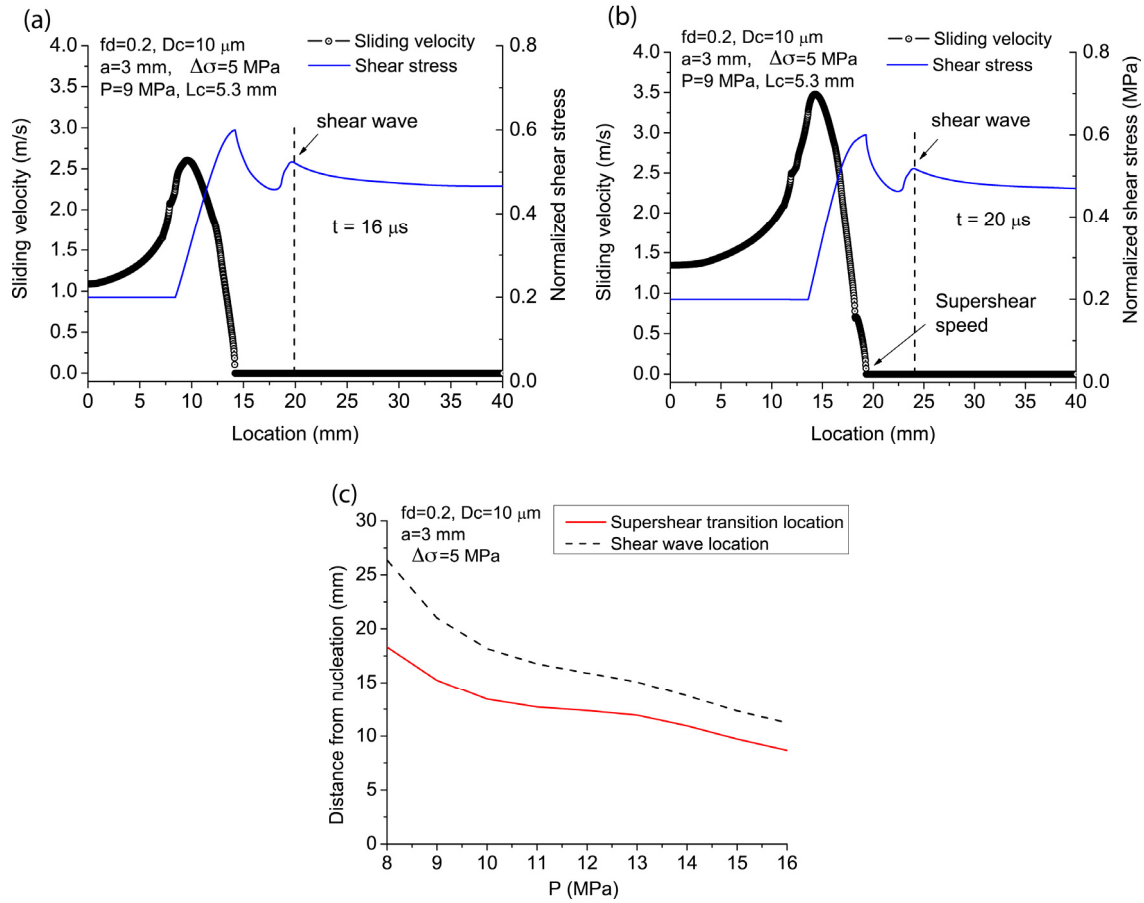 (a)
fd=0.2, Dc=10 μm
a=3 mm, Δσ=5 MPa
P=9 MPa, Lc=5.3 mm
Sliding velocity
Shear stress
shear wave
t = 16 μs
4.0
3.5
3.0
2.5
2.0
1.5
1.0
0.5
0.0
Sliding velocity (m/s)
0.8
0.6
0.4
0.2
0.0
Normalized shear stress
0 5 10 15 20 25 30 35 40
Location (mm)
(b)
fd=0.2, Dc=10 μm
a=3 mm, Δσ=5 MPa
P=9 MPa, Lc=5.3 mm
Sliding velocity
Shear stress
shear wave
t = 20 μs
Supershear
speed
4.0
3.5
3.0
2.5
2.0
1.5
1.0
0.5
0.0
Sliding velocity (m/s)
0.8
0.6
0.4
0.2
0.0
Normalized shear stress (MPa)
0 5 10 15 20 25 30 35 40
Location (mm)
(c)
fd=0.2, Dc=10 μm
a=3 mm
Δσ=5 MPa
Supershear transition location
Shear wave location
30
25
20
15
10
5
0
Distance from nucleation (mm)
8 9 10 11 12 13 14 15 16
P (MPa)